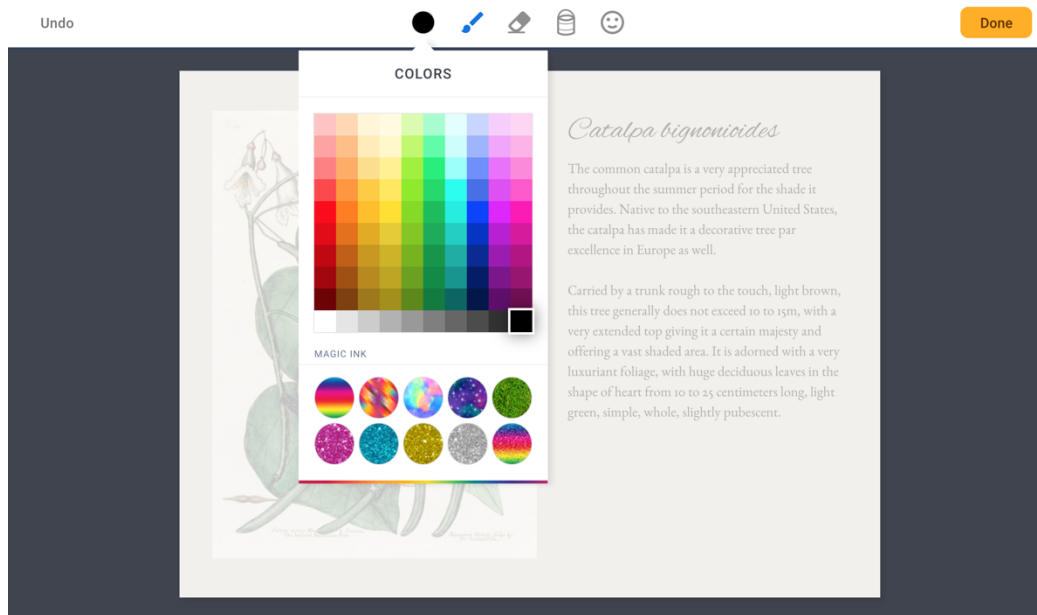 Undo
Done
COLORS
MAGIC INK
Catalpa bignonioides
The common catalpa is a very appreciated tree
throughout the summer period for the shade it
provides. Native to the southeastern United States,
the catalpa has made it a decorative tree par
excellence in Europe as well.
Carried by a trunk rough to the touch, light brown,
this tree generally does not exceed 10 to 15m, with a
very extended top giving it a certain majesty and
offering a vast shaded area. It is adorned with a very
luxuriant foliage, with huge deciduous leaves in the
shape of heart from 10 to 25 centimeters long, light
green, simple, whole, slightly pubescent.